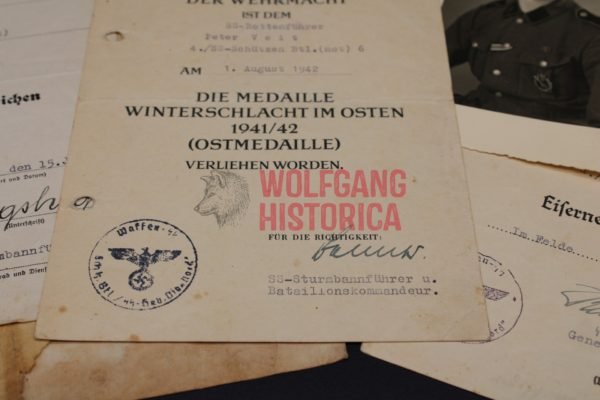 DER WEHRMACHT
IST DEM
SS-Rottenführer
Peter Veit
4./SS-Schützen Btl.(mot) 6
AM 1. August 1942
DIE MEDAILLE
WINTERSCHLACHT IM OSTEN
1941/42
(OSTMEDAILLE)
VERLIEHEN WORDEN.
WOLFGANG
HISTORICA
FÜR DIE RICHTIGKEIT:
SS-Sturmbannführer u.
Bataillonskommandeur.
Waffen-SS
eichen
den 15.
Eiserne
Im Felde
Gene